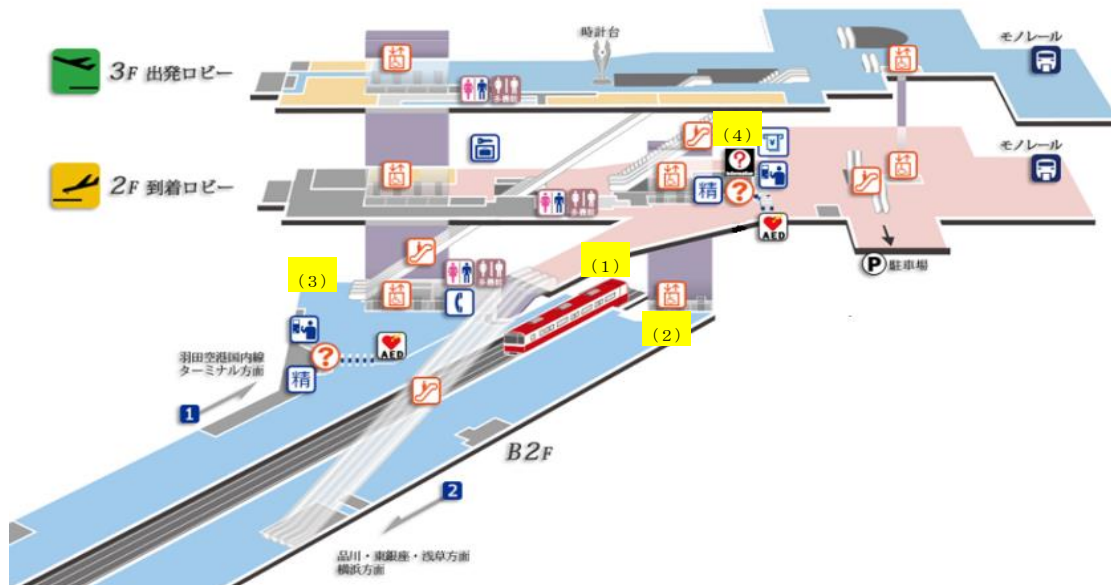 時計台
モノレール
3F 出発ロビー
(4)
information
モノレール
2F 到着ロビー
精
AED
P 駐車場
(1)
(3)
(2)
AED
羽田空港国内線
ターミナル方面
精
1
B2F
2
品川・東銀座・浅草方面
横浜方面